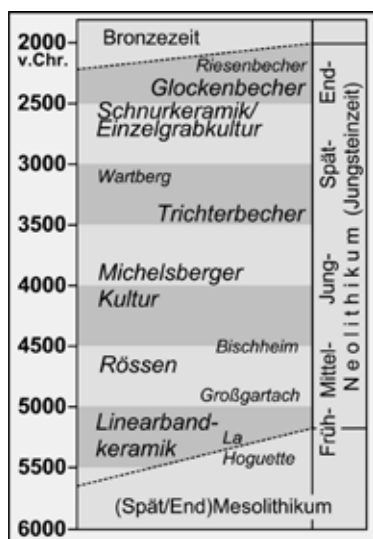 2000
v.Chr.
2500
3000
3500
4000
4500
5000
5500
6000
Bronzezeit
Riesenbecher
Glockenbecher
Schnurkeramik/
Einzelgrabkultur
Wartberg
Trichterbecher
Michelsberger
Kultur
Bischheim
Rössen
Großgartach
Linearband-
keramik
La
Hoguette
(Spät/End)Mesolithikum
End-
Spät-
Jung-
Mittel-
Früh-
Neolithikum (Jungsteinzeit)